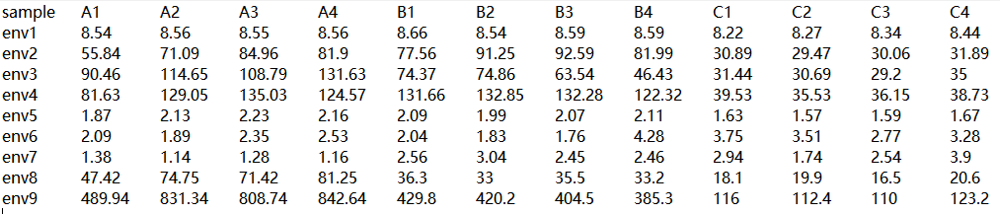 sample A1 A2 A3 A4 B1 B2 B3 B4 C1 C2 C3 C4
env1 8.54 8.56 8.55 8.56 8.66 8.54 8.59 8.59 8.22 8.27 8.34 8.44
env2 55.84 71.09 84.96 81.9 77.56 91.25 92.59 81.99 30.89 29.47 30.06 31.89
env3 90.46 114.65 108.79 131.63 74.37 74.86 63.54 46.43 31.44 30.69 29.2 35
env4 81.63 129.05 135.03 124.57 131.66 132.85 132.28 122.32 39.53 35.53 36.15 38.73
env5 1.87 2.13 2.23 2.16 2.09 1.99 2.07 2.11 1.63 1.57 1.59 1.67
env6 2.09 1.89 2.35 2.53 2.04 1.83 1.76 4.28 3.75 3.51 2.77 3.28
env7 1.38 1.14 1.28 1.16 2.56 3.04 2.45 2.46 2.94 1.74 2.54 3.9
env8 47.42 74.75 71.42 81.25 36.3 33 35.5 33.2 18.1 19.9 16.5 20.6
env9 489.94 831.34 808.74 842.64 429.8 420.2 404.5 385.3 116 112.4 110 123.2